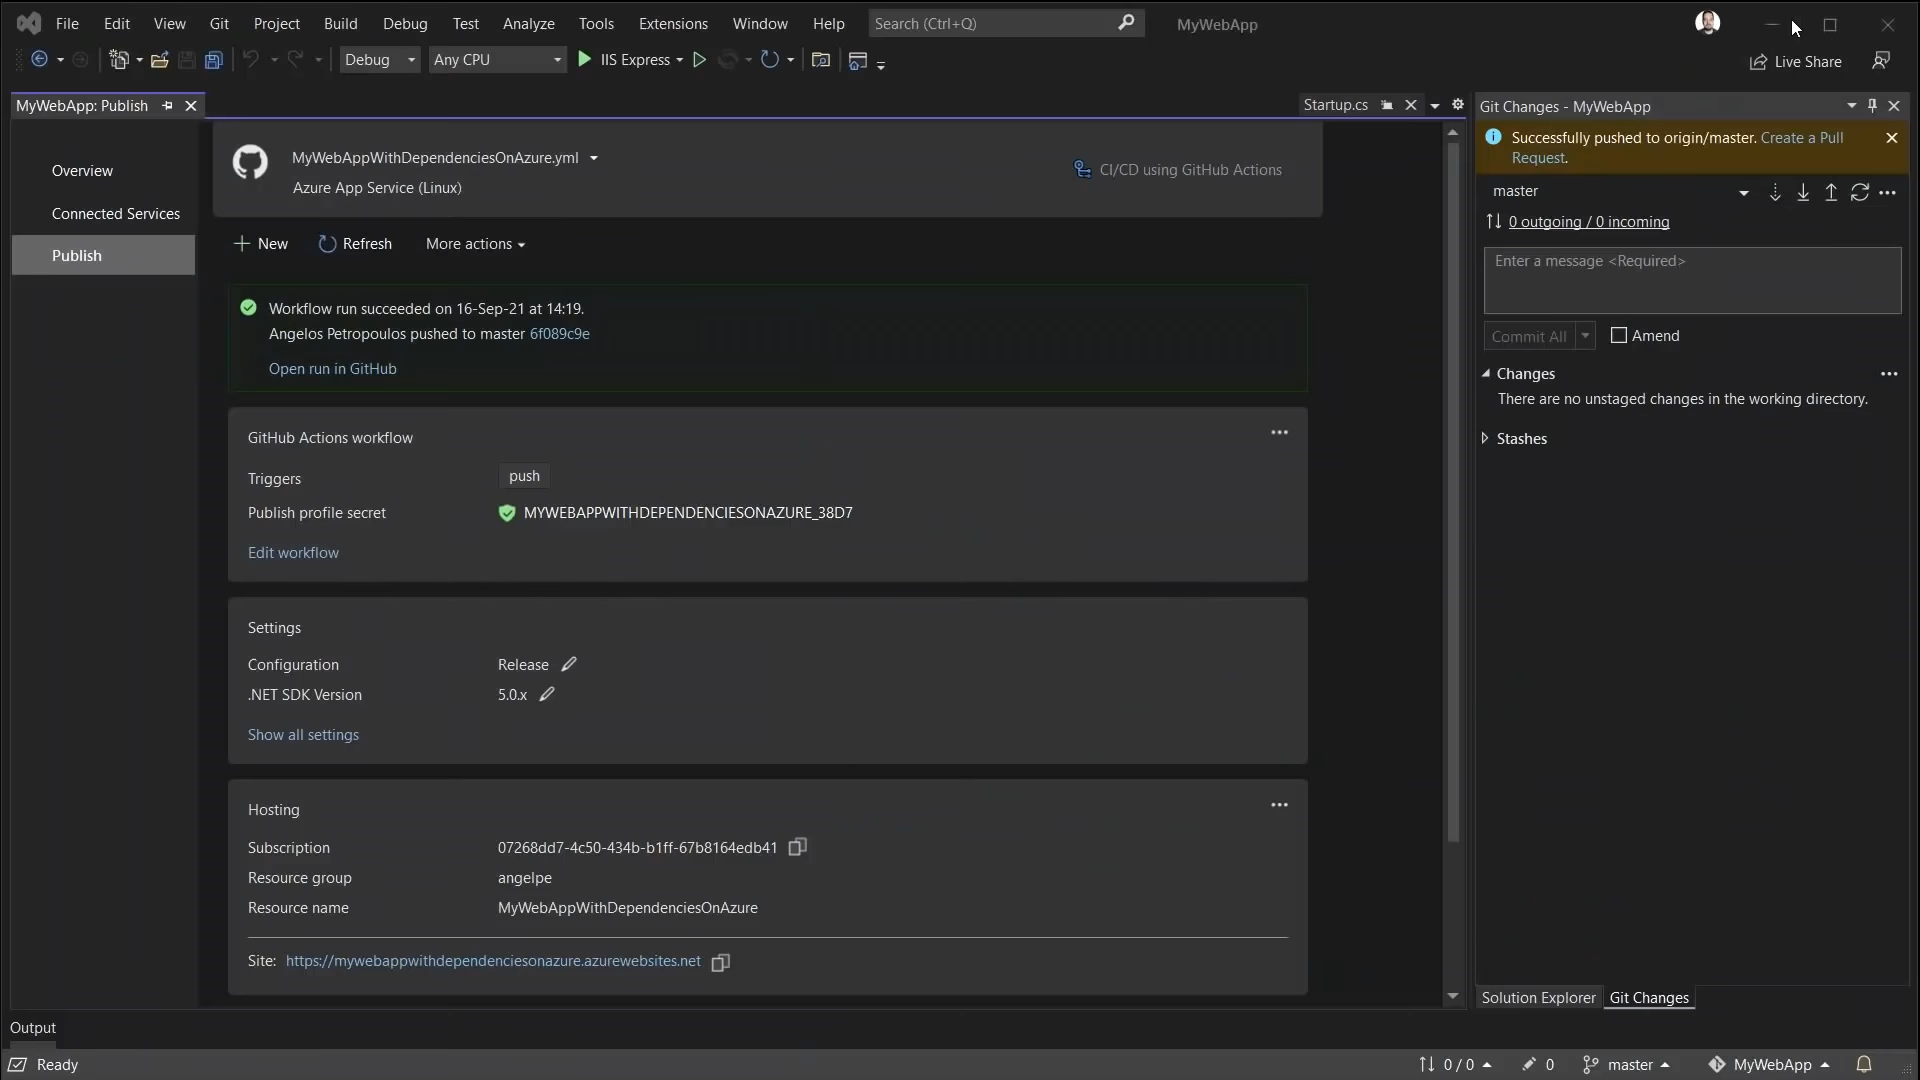 File Edit View Git Project Build Debug Test Analyze Tools Extensions Window Help Search (Ctrl+Q) MyWebApp
Debug Any CPU IIS Express Live Share
MyWebApp: Publish Startup.cs
Git Changes - MyWebApp
Overview
Connected Services
Publish
MyWebAppWithDependenciesOnAzure.yml
Azure App Service (Linux)
CI/CD using GitHub Actions
New Refresh More actions
Workflow run succeeded on 16-Sep-21 at 14:19.
Angelos Petropoulos pushed to master 6f089c9e
Open run in GitHub
GitHub Actions workflow
Triggers push
Publish profile secret MYWEBAPPWITHDEPENDENCIESONAZURE_38D7
Edit workflow
Settings
Configuration Release
.NET SDK Version 5.0.x
Show all settings
Hosting
Subscription 07268dd7-4c50-434b-b1ff-67b8164edb41
Resource group angelpe
Resource name MyWebAppWithDependenciesOnAzure
Site: https://mywebappwithdependenciesonazure.azurewebsites.net
Successfully pushed to origin/master. Create a Pull
Request.
master
0 outgoing / 0 incoming
Enter a message <Required>
Commit All Amend
Changes
There are no unstaged changes in the working directory.
Stashes
Solution Explorer Git Changes
Output
Ready 0 / 0 0 master MyWebApp